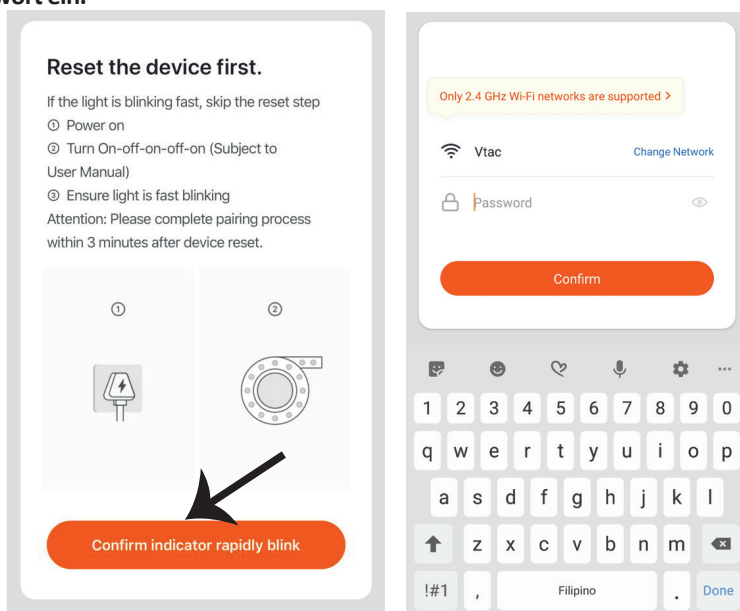 Reset the device first.
If the light is blinking fast, skip the reset step
① Power on
② Turn On-off-on-off-on (Subject to
User Manual)
③ Ensure light is fast blinking
Attention: Please complete pairing process
within 3 minutes after device reset.
① ②
Confirm indicator rapidly blink
Only 2.4 GHz Wi-Fi networks are supported >
Vtac Change Network
Password
Confirm
1 2 3 4 5 6 7 8 9 0
q w e r t y u i o p
a s d f g h j k l
z x c v b n m
!#1 , Filipino . Done